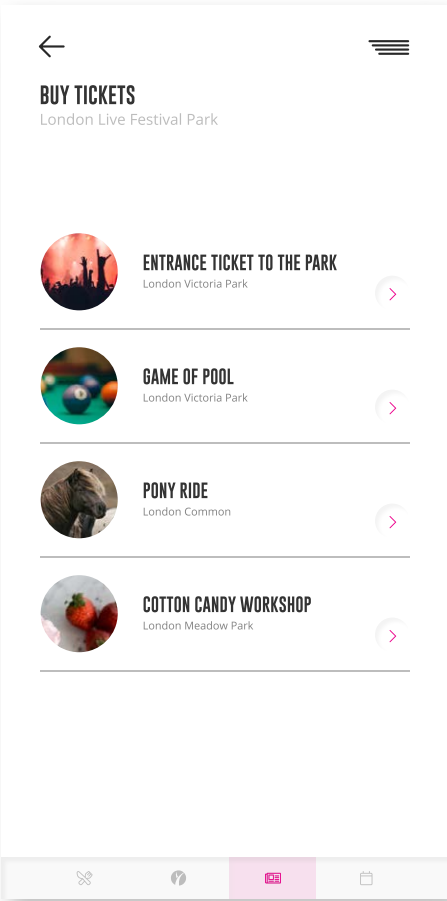 BUY TICKETS
London Live Festival Park
ENTRANCE TICKET TO THE PARK
London Victoria Park
GAME OF POOL
London Victoria Park
PONY RIDE
London Common
COTTON CANDY WORKSHOP
London Meadow Park